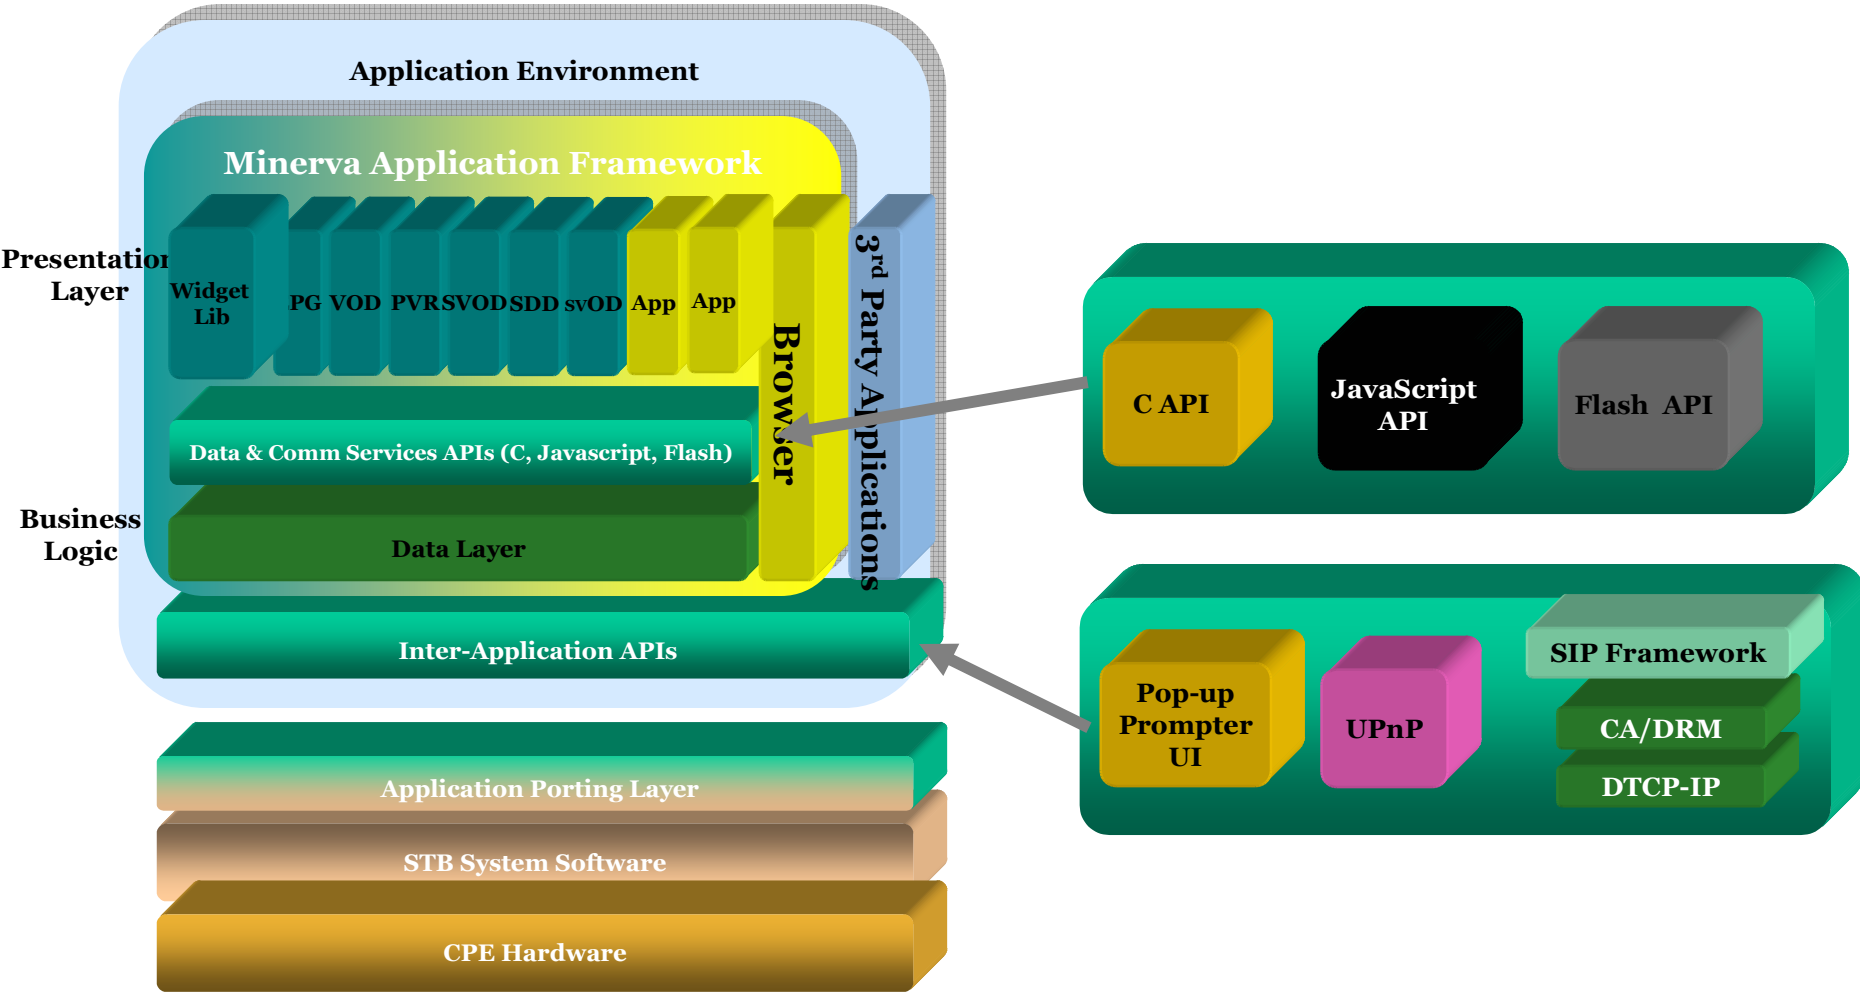 Application Environment
Minerva Application Framework
Presentation
Layer
Widget
Lib
PG
VOD
PVR
SVOD
SDD
svOD
App
App
Browser
3rd Party Applications
Data & Comm Services APIs (C, Javascript, Flash)
Business
Logic
Data Layer
Inter-Application APIs
Application Porting Layer
STB System Software
CPE Hardware
C API
JavaScript
API
Flash API
Pop-up
Prompter
UI
UPnP
SIP Framework
CA/DRM
DTCP-IP